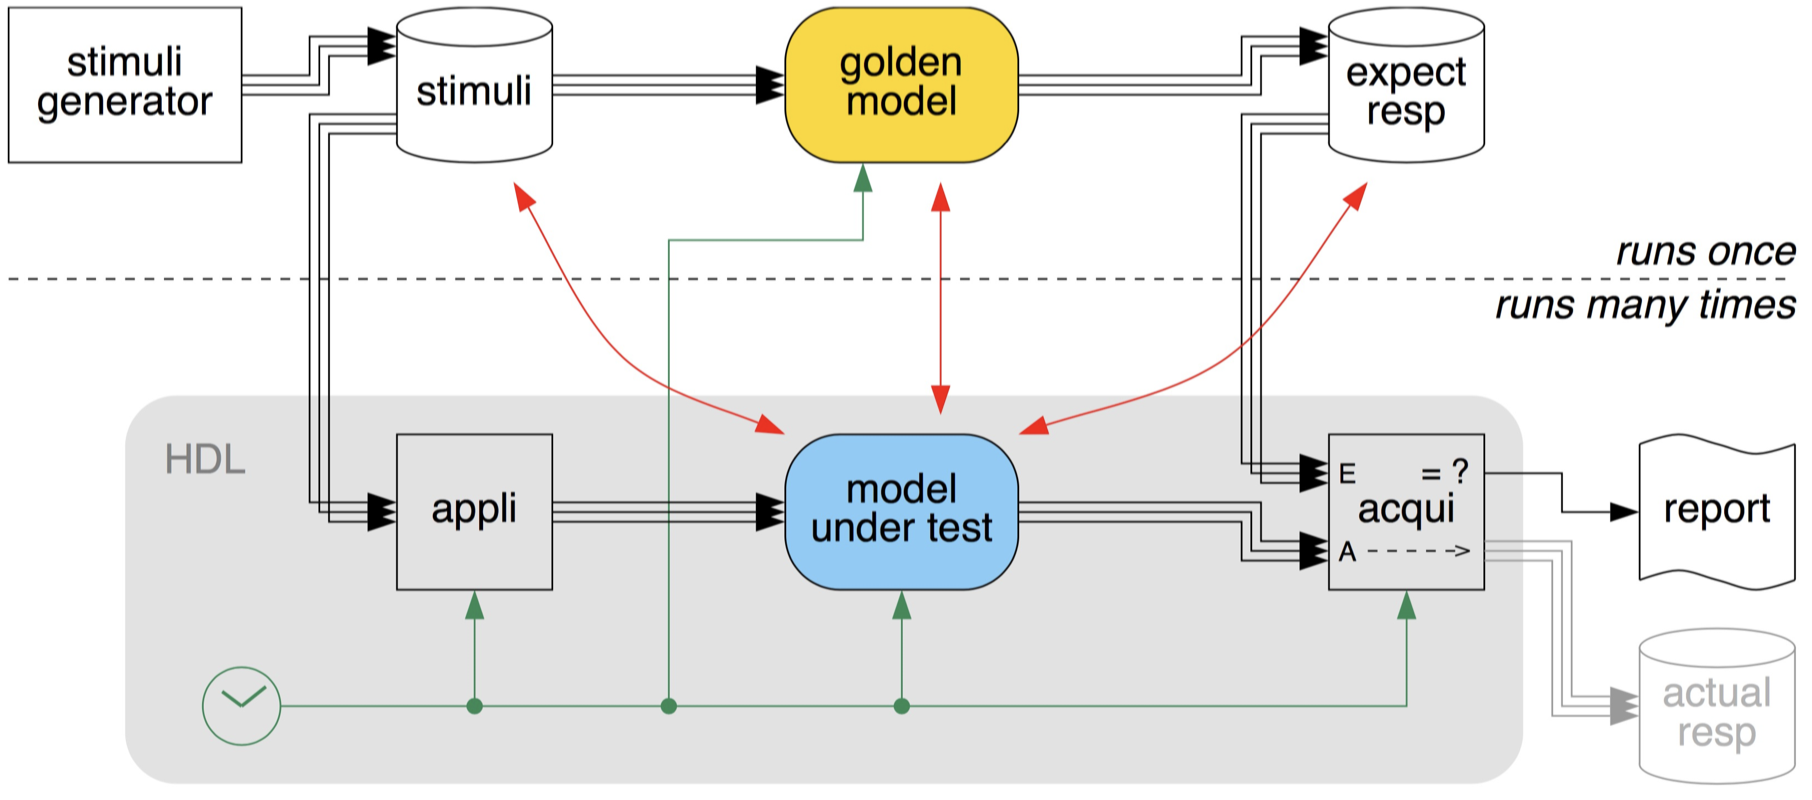 stimuli
generator
stimuli
golden
model
expect
resp
runs once
runs many times
HDL
appli
model
under test
E = ?
acqui
A ----->
report
actual
resp